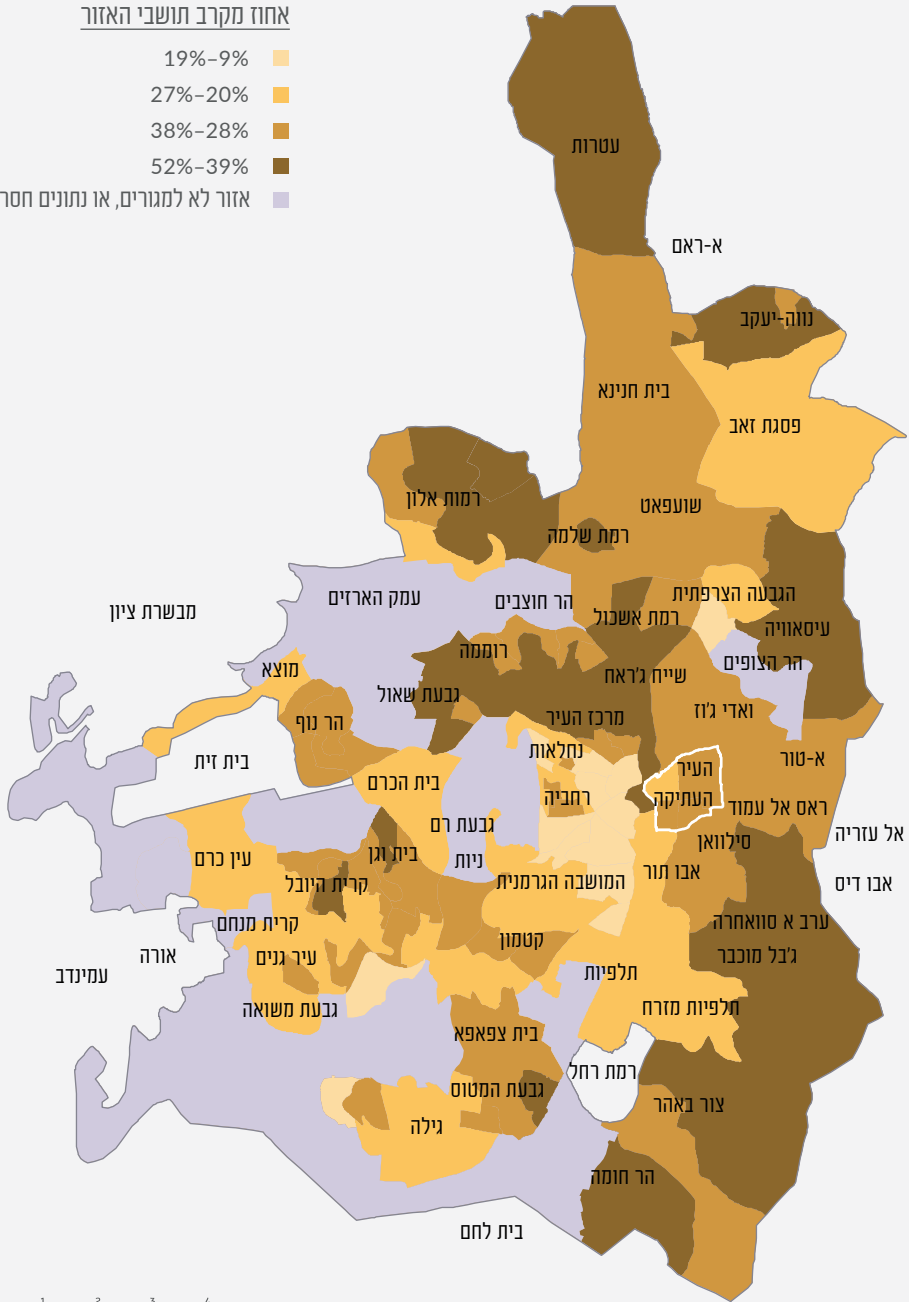 אחוז מקרב תושבי האזור
19%-9%
27%-20%
38%-28%
52%-39%
אזור לא למגורים, או נתונים חסר
עטרות
א-ראם
נווה-יעקב
בית חנינא
פסגת זאב
רמות אלון
שועפאט
רמת שלמה
הגבעה הצרפתית
עמק הארזים
הר חוצבים
מבשרת ציון
רמת אשכול
עיסאוויה
רוממה
הר הצופים
מוצא
שייח ג'ראח
גבעת שאול
ואדי ג'וז
מרכז העיר
הר נוף
נחלאות
א-טור
בית זית
העיר
העתיקה
בית הכרם
רחביה
ראס אל עמוד
גבעת רם
אל עזריה
סילוואן
בית וגן
ניות
עין כרם
אבו תור
קרית היובל
המושבה הגרמנית
אבו דיס
קרית מנחם
ערב א סוואחרה
קטמון
אורה
עיר גנים
ג'בל מוכבר
עמינדב
תלפיות
גבעת משואה
תלפיות מזרח
בית צפאפא
רמת רחל
גבעת המטוס
צור באהר
גילה
הר חומה
בית לחם
1 2 3 4